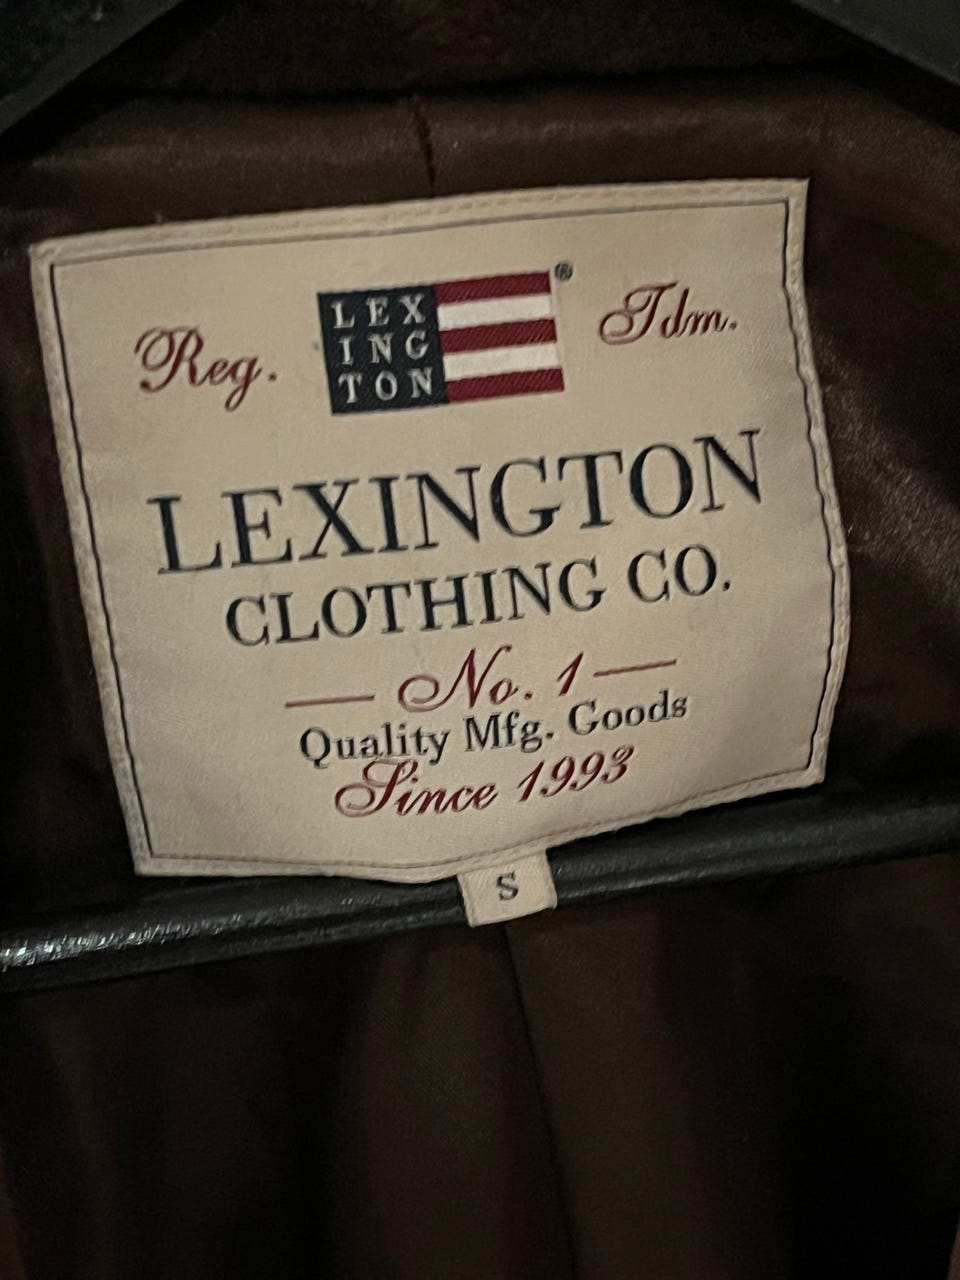 LEX
ING
TON
®
Reg.
Tdm.
LEXINGTON
CLOTHING CO.
No. 1
Quality Mfg. Goods
Since 1993
S